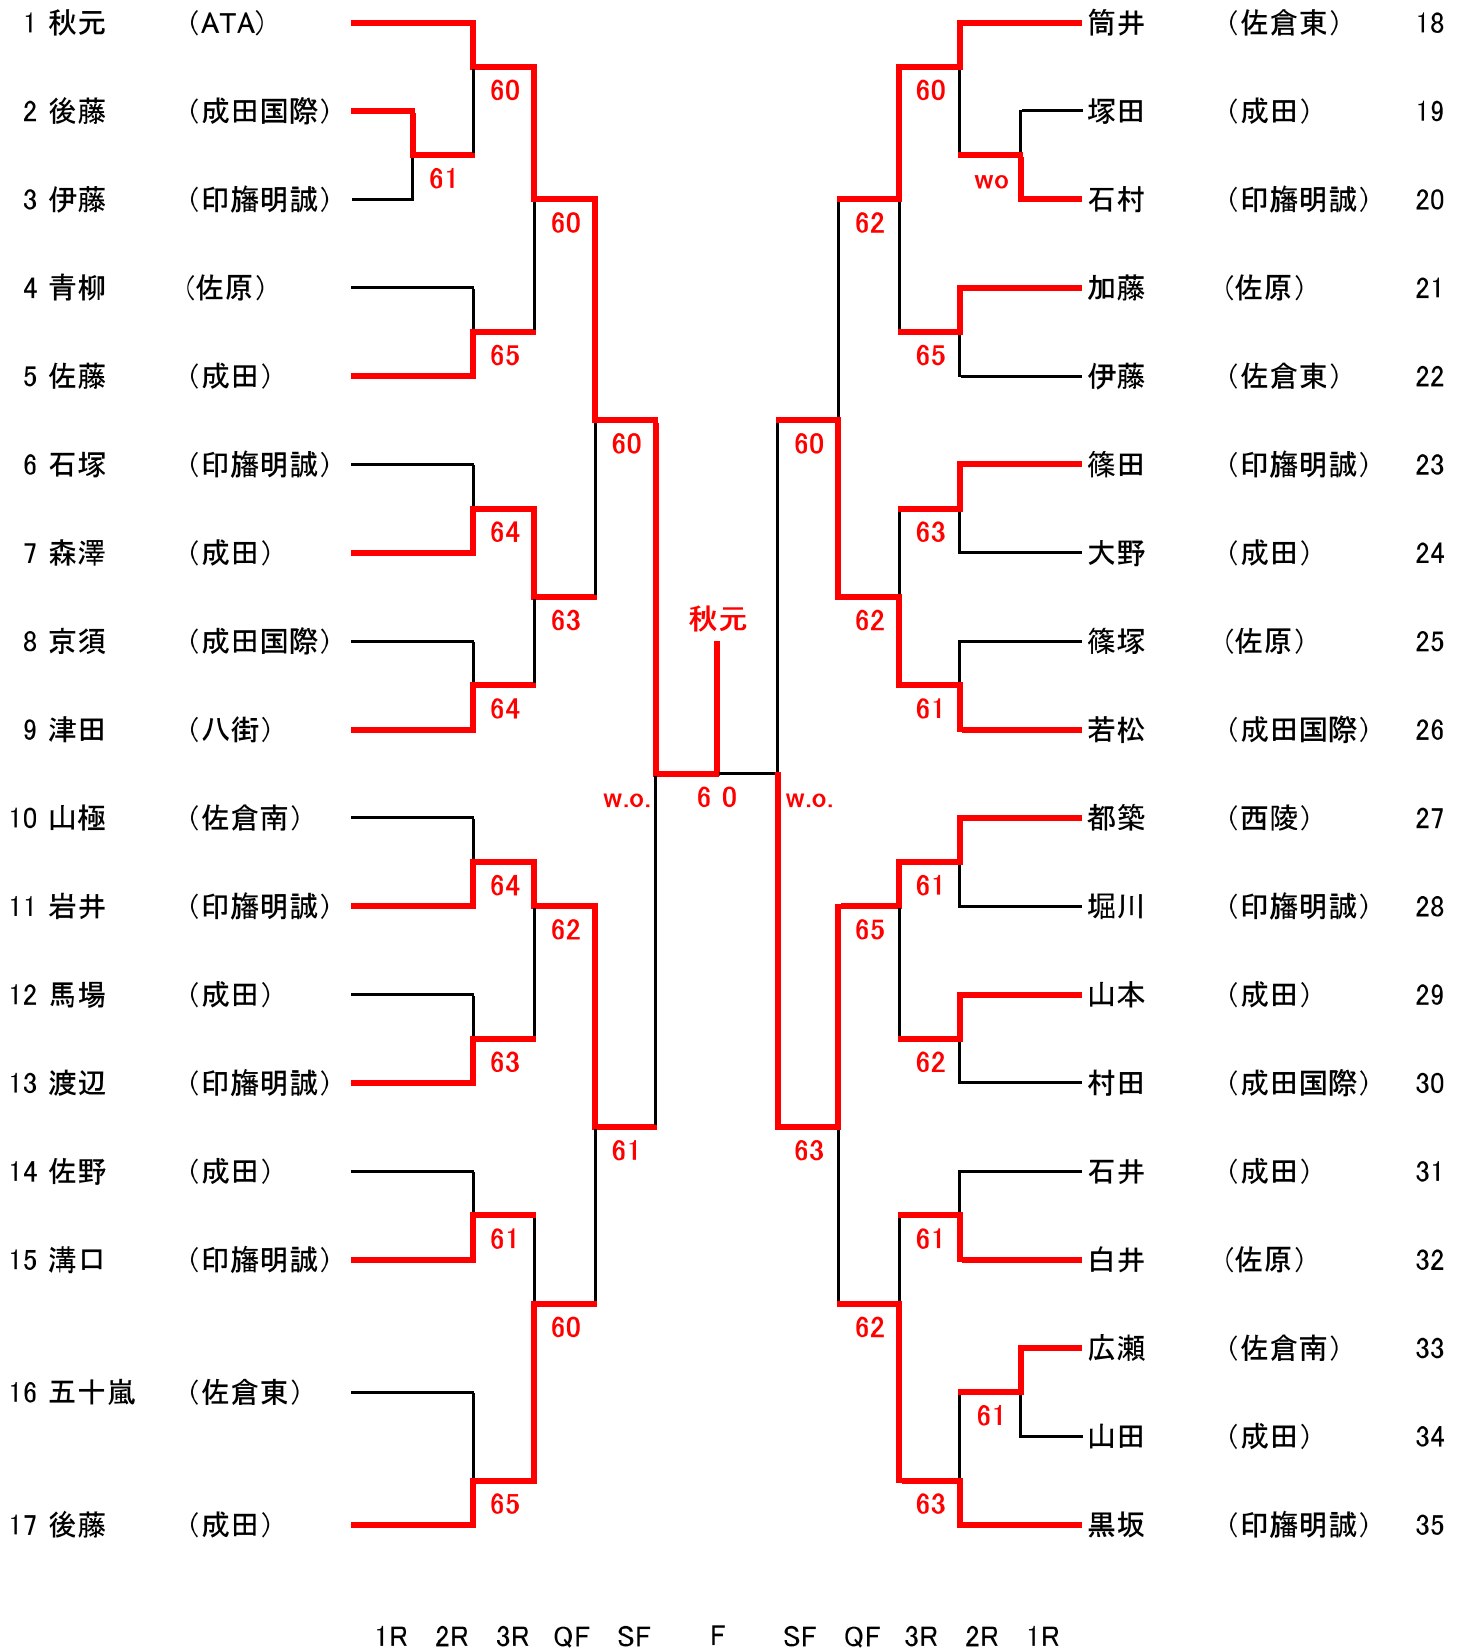 1 秋元 （ATA） 筒井 （佐倉東） 18
60 60
2 後藤 （成田国際） 塚田 （成田） 19
61 wo
3 伊藤 （印旛明誠） 石村 （印旛明誠） 20
60 62
4 青柳 （佐原） 加藤 （佐原） 21
65 65
5 佐藤 （成田） 伊藤 （佐倉東） 22
60 60
6 石塚 （印旛明誠） 篠田 （印旛明誠） 23
64 63
7 森澤 （成田） 大野 （成田） 24
63 秋元 62
8 京須 （成田国際） 篠塚 （佐原） 25
64 61
9 津田 （八街） 若松 （成田国際） 26
w.o. 6 0 w.o.
10 山極 （佐倉南） 都築 （西陵） 27
64 61
11 岩井 （印旛明誠） 堀川 （印旛明誠） 28
62 65
12 馬場 （成田） 山本 （成田） 29
63 62
13 渡辺 （印旛明誠） 村田 （成田国際） 30
61 63
14 佐野 （成田） 石井 （成田） 31
61 61
15 溝口 （印旛明誠） 白井 （佐原） 32
60 62
広瀬 （佐倉南） 33
16 五十嵐 （佐倉東）
61
山田 （成田） 34
65 63
17 後藤 （成田） 黒坂 （印旛明誠） 35
1R 2R 3R QF SF F SF QF 3R 2R 1R